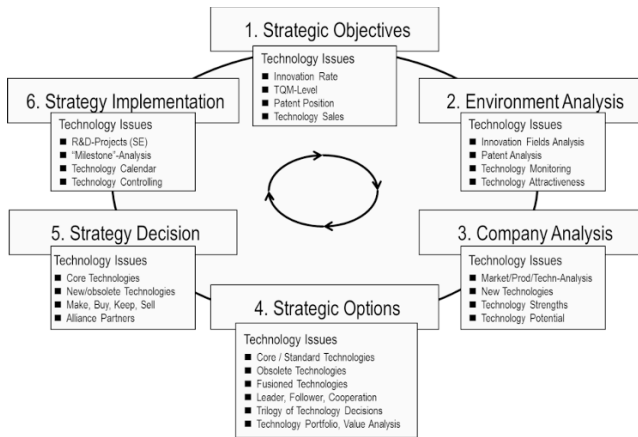 1. Strategic Objectives
Technology Issues
■ Innovation Rate
■ TQM-Level
■ Patent Position
■ Technology Sales
2. Environment Analysis
Technology Issues
■ Innovation Fields Analysis
■ Patent Analysis
■ Technology Monitoring
■ Technology Attractiveness
3. Company Analysis
Technology Issues
■ Market/Prod/Techn-Analysis
■ New Technologies
■ Technology Strengths
■ Technology Potential
4. Strategic Options
Technology Issues
■ Core / Standard Technologies
■ Obsolete Technologies
■ Fusioned Technologies
■ Leader, Follower, Cooperation
■ Trilogy of Technology Decisions
■ Technology Portfolio, Value Analysis
5. Strategy Decision
Technology Issues
■ Core Technologies
■ New/obsolete Technologies
■ Make, Buy, Keep, Sell
■ Alliance Partners
6. Strategy Implementation
Technology Issues
■ R&D-Projects (SE)
■ "Milestone"-Analysis
■ Technology Calendar
■ Technology Controlling